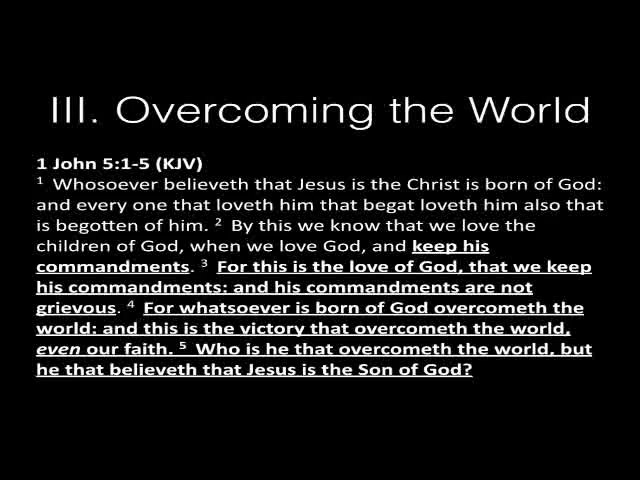 III. Overcoming the World
1 John 5:1-5 (KJV)
1 Whosoever believeth that Jesus is the Christ is born of God:
and every one that loveth him that begat loveth him also that
is begotten of him. 2 By this we know that we love the
children of God, when we love God, and keep his
commandments. 3 For this is the love of God, that we keep
his commandments: and his commandments are not
grievous. 4 For whatsoever is born of God overcometh the
world: and this is the victory that overcometh the world,
even our faith. 5 Who is he that overcometh the world, but
he that believeth that Jesus is the Son of God?